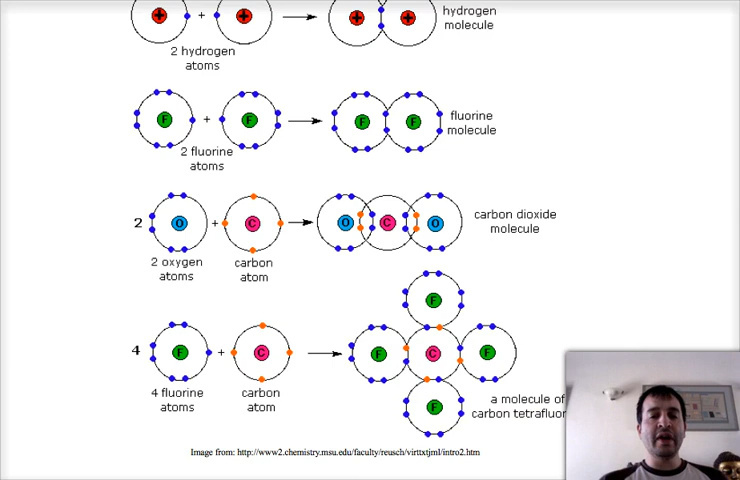 hydrogen
molecule
+
2 hydrogen
atoms
F + F F F
fluorine
molecule
2 fluorine
atoms
2 O + C O C O
carbon dioxide
molecule
2 oxygen
atoms
carbon
atom
F
4 F + C F C F
F
4 fluorine
atoms
carbon
atom
a molecule of
carbon tetrafluor
Image from: http://www2.chemistry.msu.edu/faculty/reusch/virttxtjml/intro2.htm